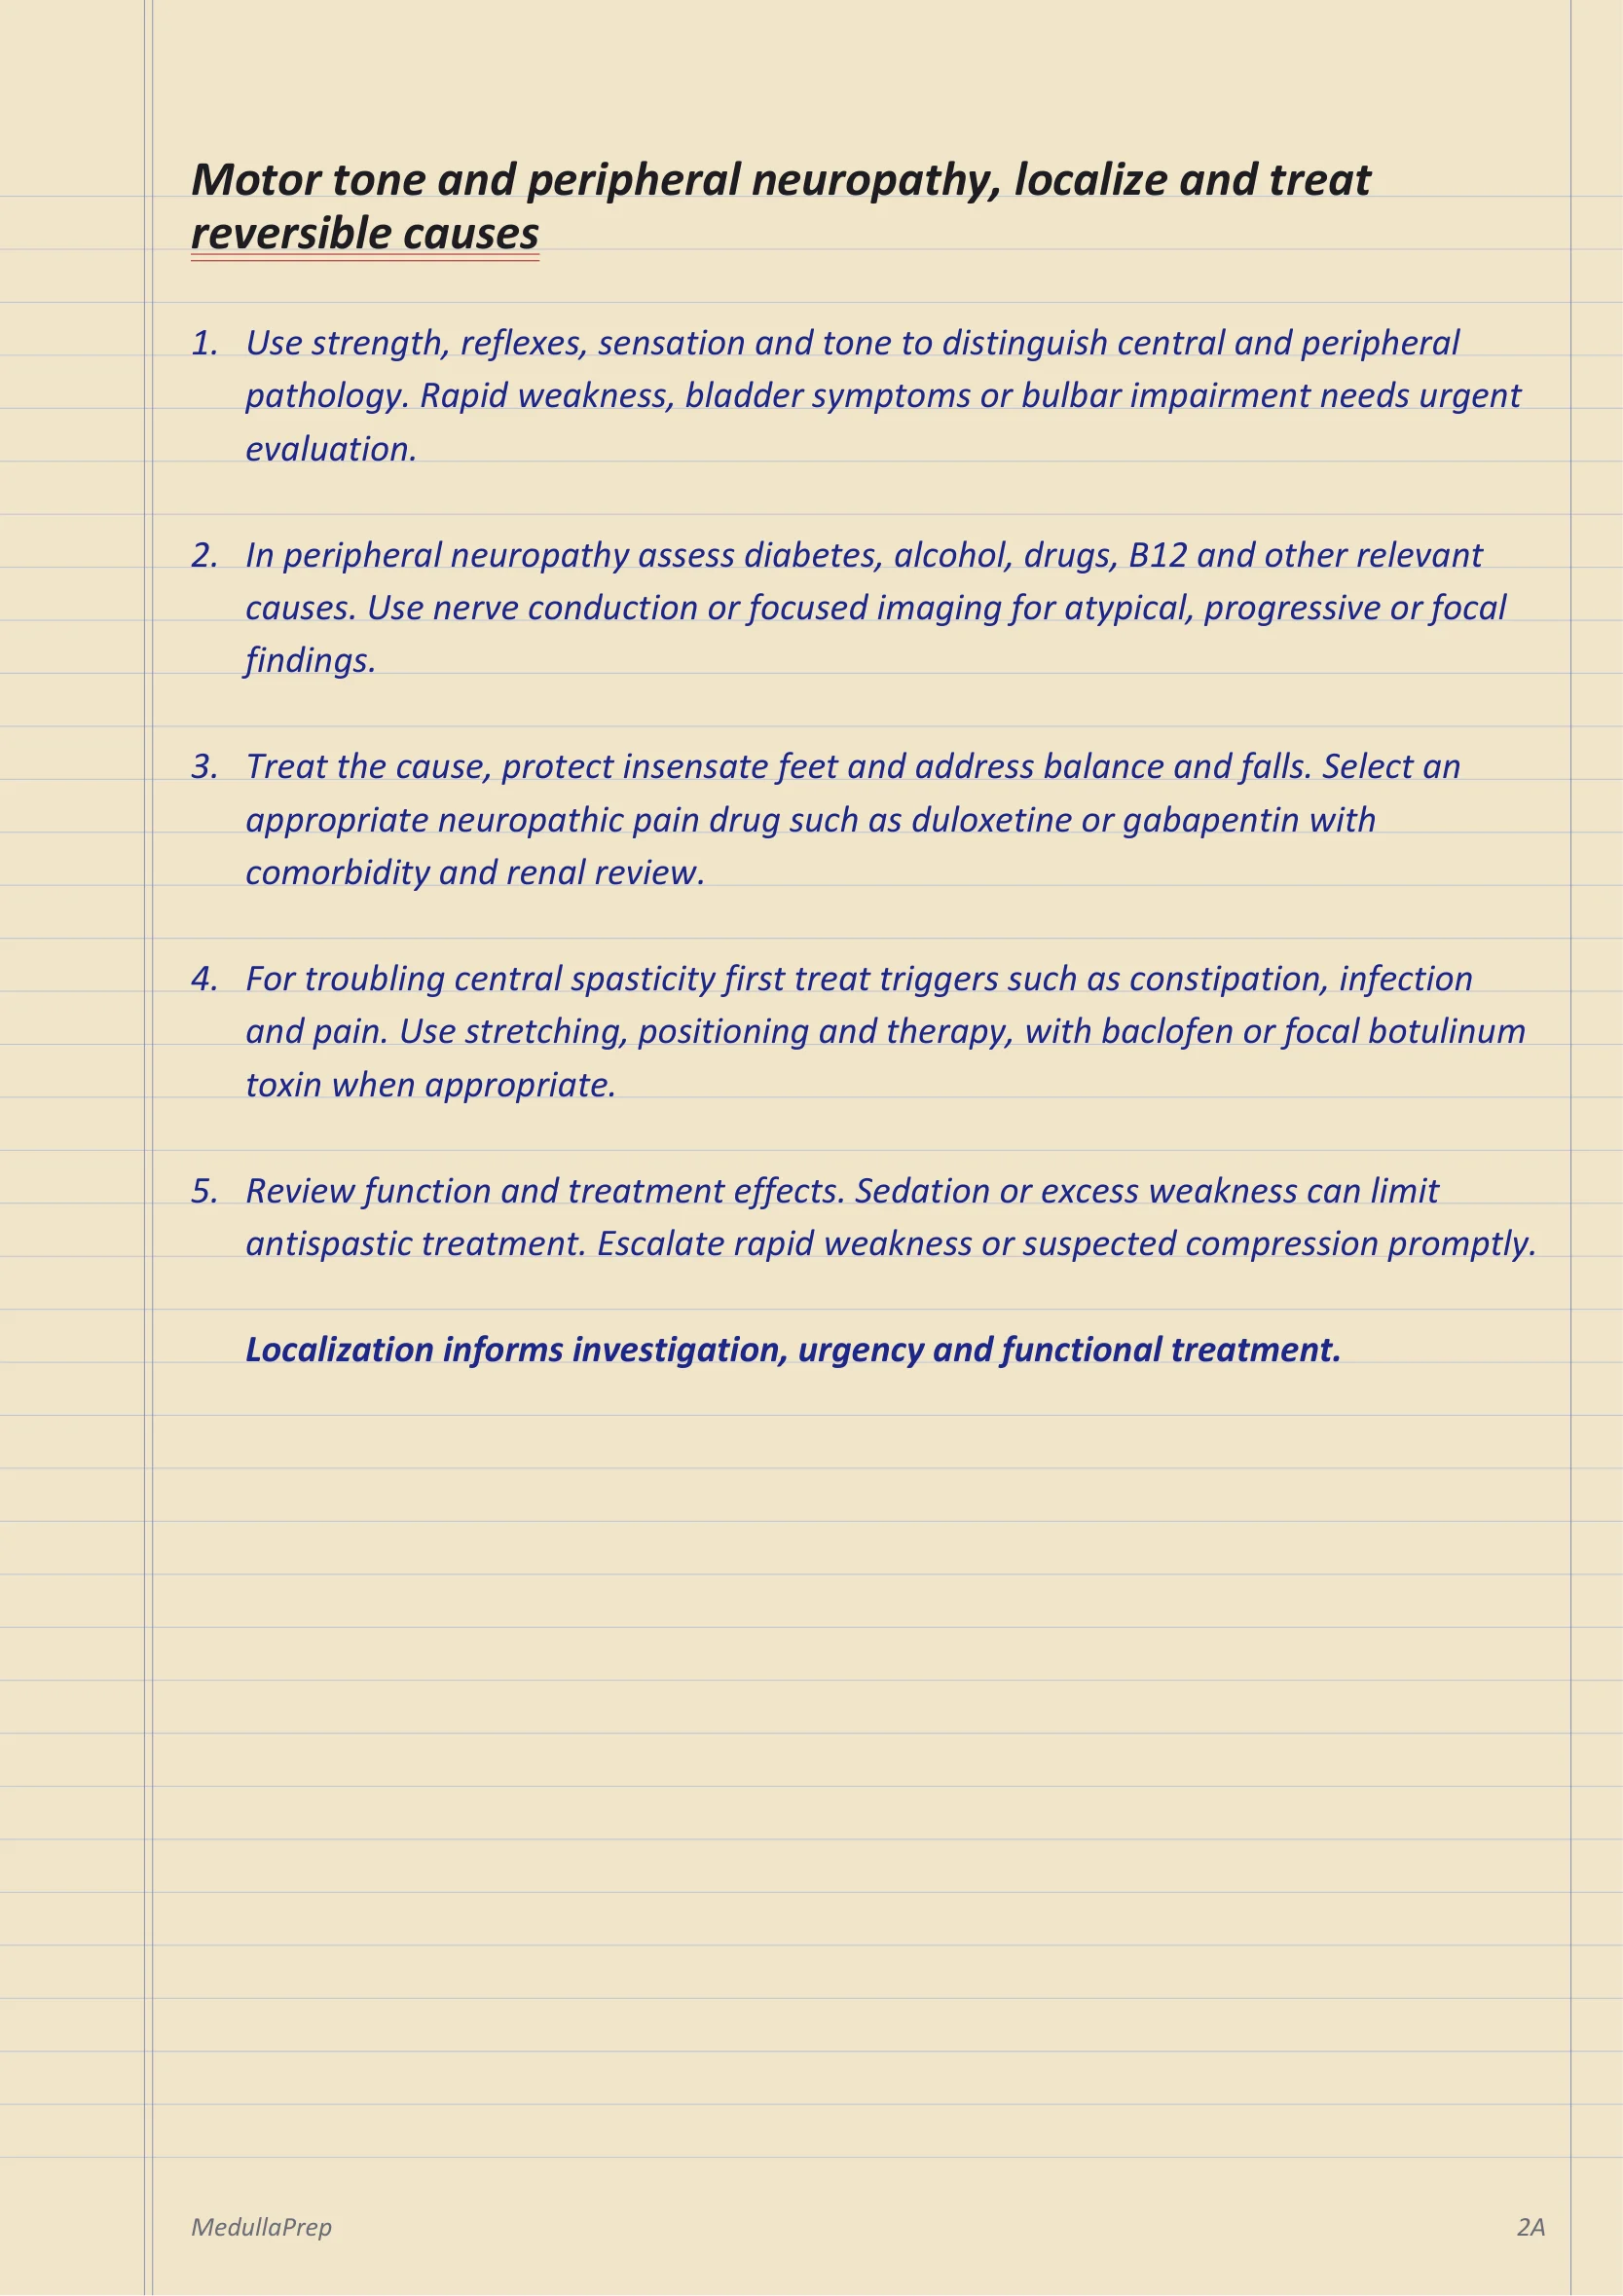 Motor tone and peripheral neuropathy, localize and treat
reversible causes
1. Use strength, reflexes, sensation and tone to distinguish central and peripheral
pathology. Rapid weakness, bladder symptoms or bulbar impairment needs urgent
evaluation.
2. In peripheral neuropathy assess diabetes, alcohol, drugs, B12 and other relevant
causes. Use nerve conduction or focused imaging for atypical, progressive or focal
findings.
3. Treat the cause, protect insensate feet and address balance and falls. Select an
appropriate neuropathic pain drug such as duloxetine or gabapentin with
comorbidity and renal review.
4. For troubling central spasticity first treat triggers such as constipation, infection
and pain. Use stretching, positioning and therapy, with baclofen or focal botulinum
toxin when appropriate.
5. Review function and treatment effects. Sedation or excess weakness can limit
antispastic treatment. Escalate rapid weakness or suspected compression promptly.
Localization informs investigation, urgency and functional treatment.
MedullaPrep
2A